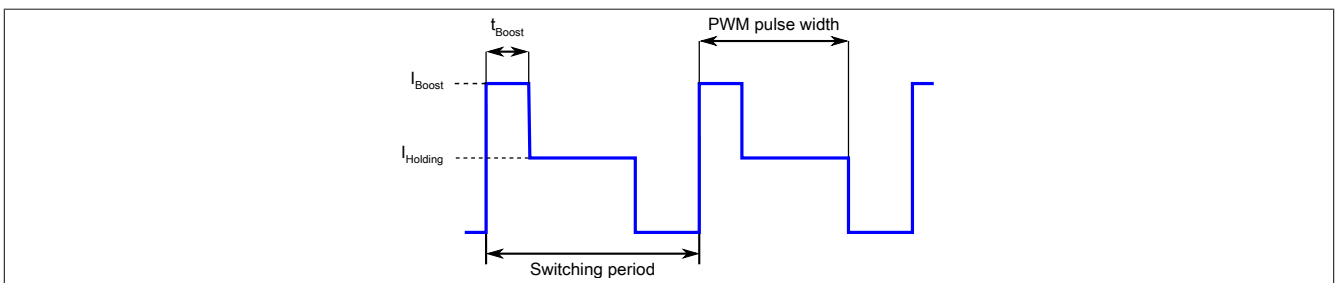 t_Boost
PWM pulse width
I_Boost
I_Holding
Switching period